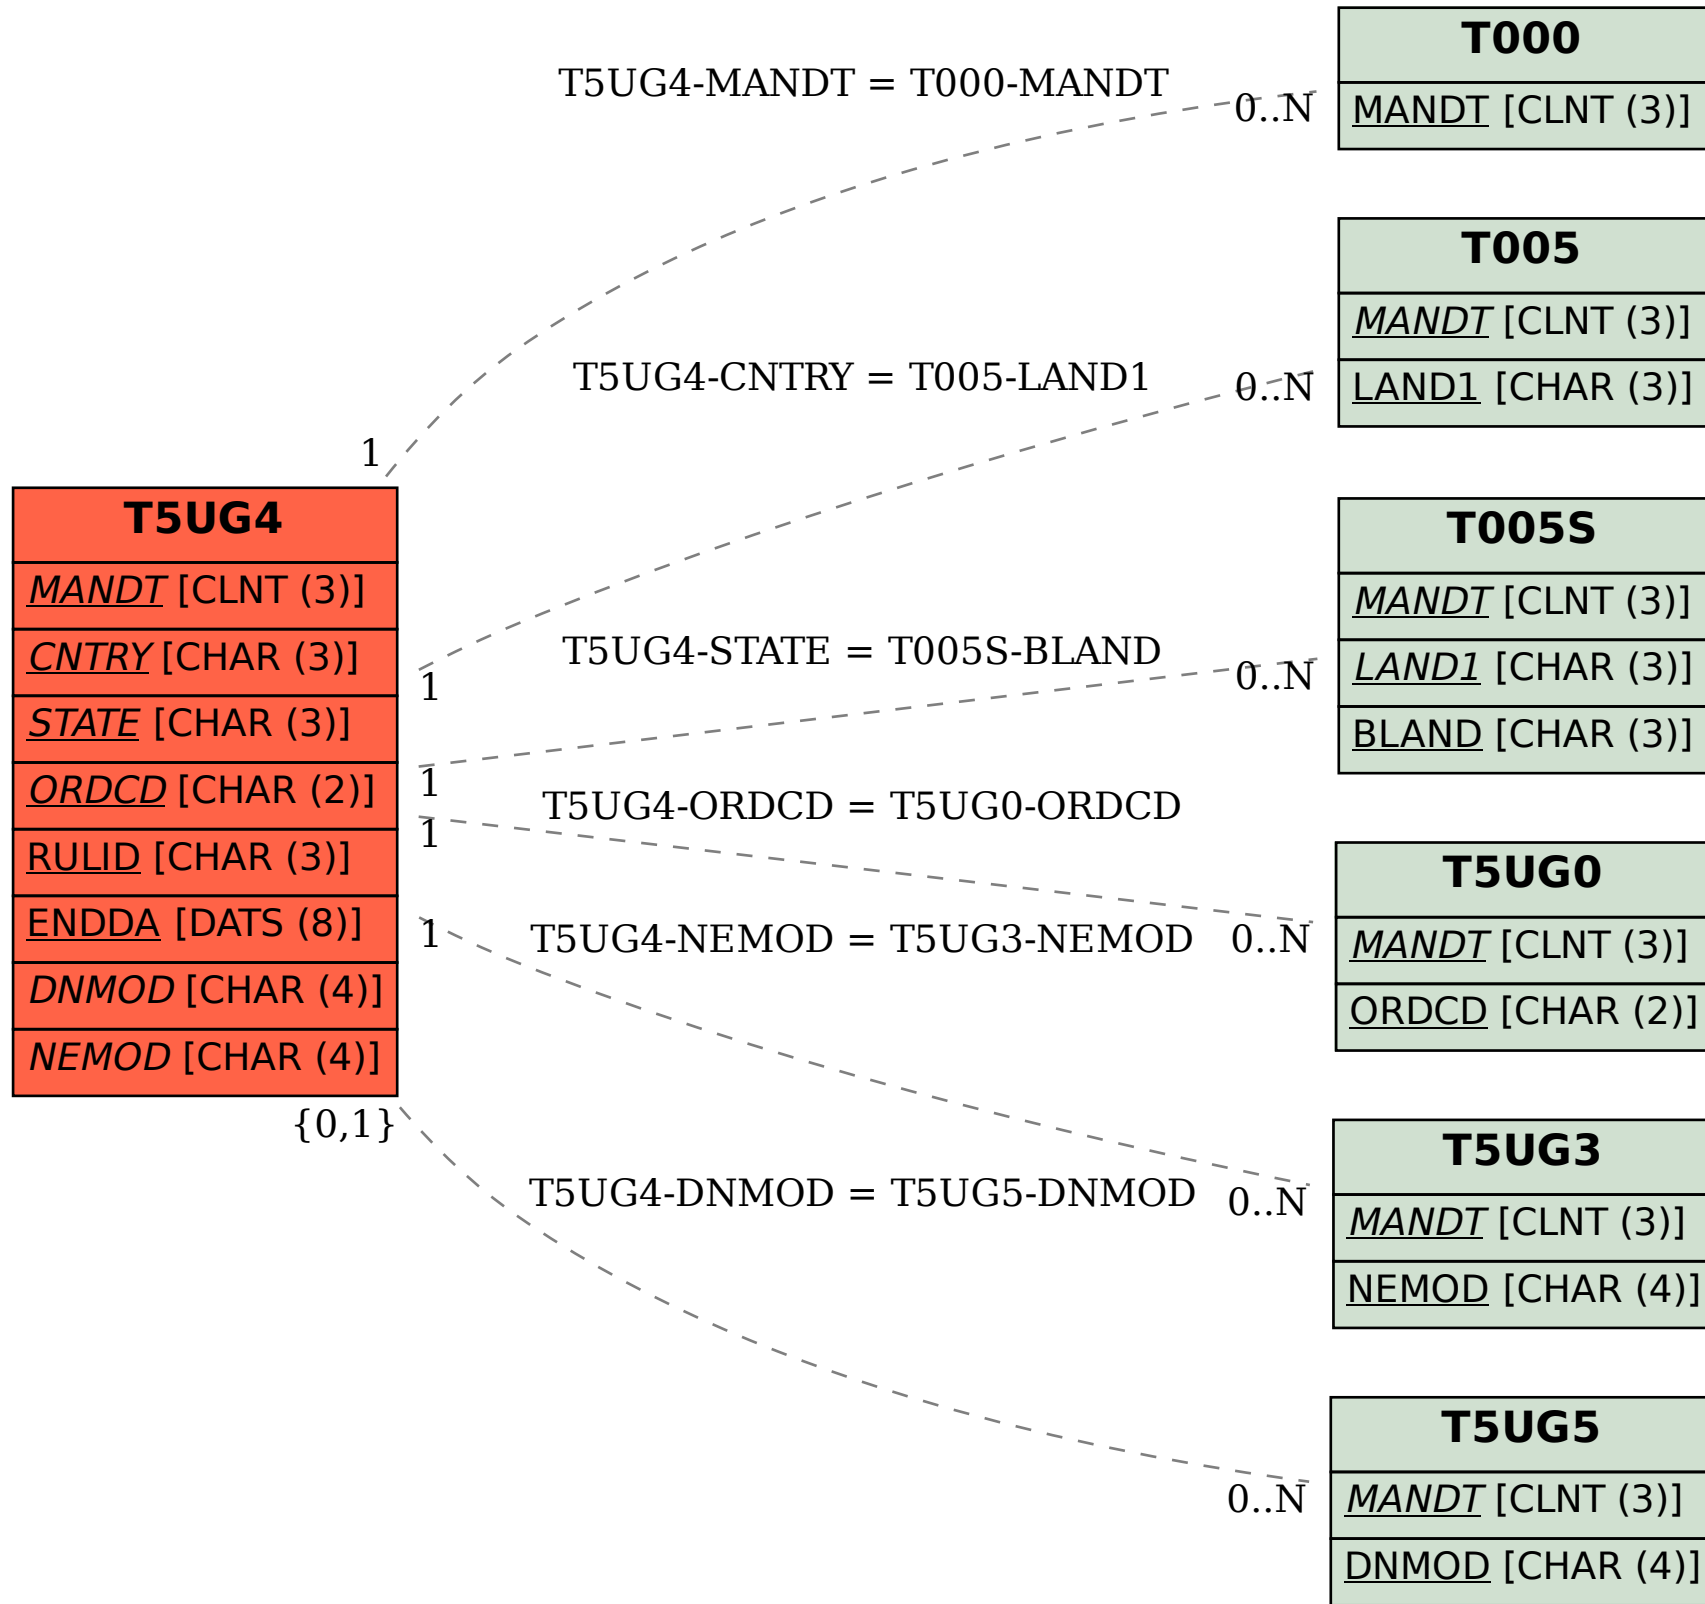 T000
MANDT [CLNT (3)]
T5UG4-MANDT = T000-MANDT
0..N
1
T005
MANDT [CLNT (3)]
LAND1 [CHAR (3)]
T5UG4-CNTRY = T005-LAND1
0..N
1
T005S
MANDT [CLNT (3)]
LAND1 [CHAR (3)]
BLAND [CHAR (3)]
T5UG4-STATE = T005S-BLAND
0..N
1
T5UG4
MANDT [CLNT (3)]
CNTRY [CHAR (3)]
STATE [CHAR (3)]
ORDCD [CHAR (2)]
RULID [CHAR (3)]
ENDDA [DATS (8)]
DNMOD [CHAR (4)]
NEMOD [CHAR (4)]
T5UG4-ORDCD = T5UG0-ORDCD
1
0..N
T5UG0
MANDT [CLNT (3)]
ORDCD [CHAR (2)]
T5UG4-NEMOD = T5UG3-NEMOD
1
0..N
T5UG3
MANDT [CLNT (3)]
NEMOD [CHAR (4)]
{0,1}
T5UG4-DNMOD = T5UG5-DNMOD
0..N
T5UG5
MANDT [CLNT (3)]
DNMOD [CHAR (4)]